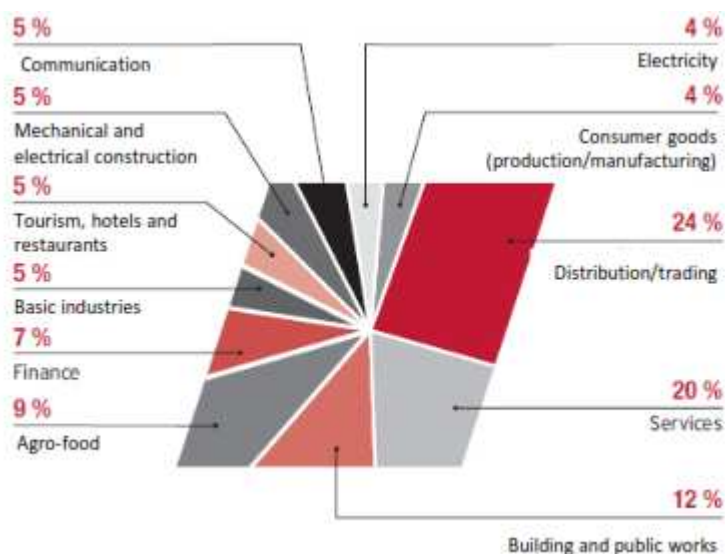 5 %
Communication
5 %
Mechanical and
electrical construction
5 %
Tourism, hotels and
restaurants
5 %
Basic industries
7 %
Finance
9 %
Agro-food
4 %
Electricity
4 %
Consumer goods
(production/manufacturing)
24 %
Distribution/trading
20 %
Services
12 %
Building and public works